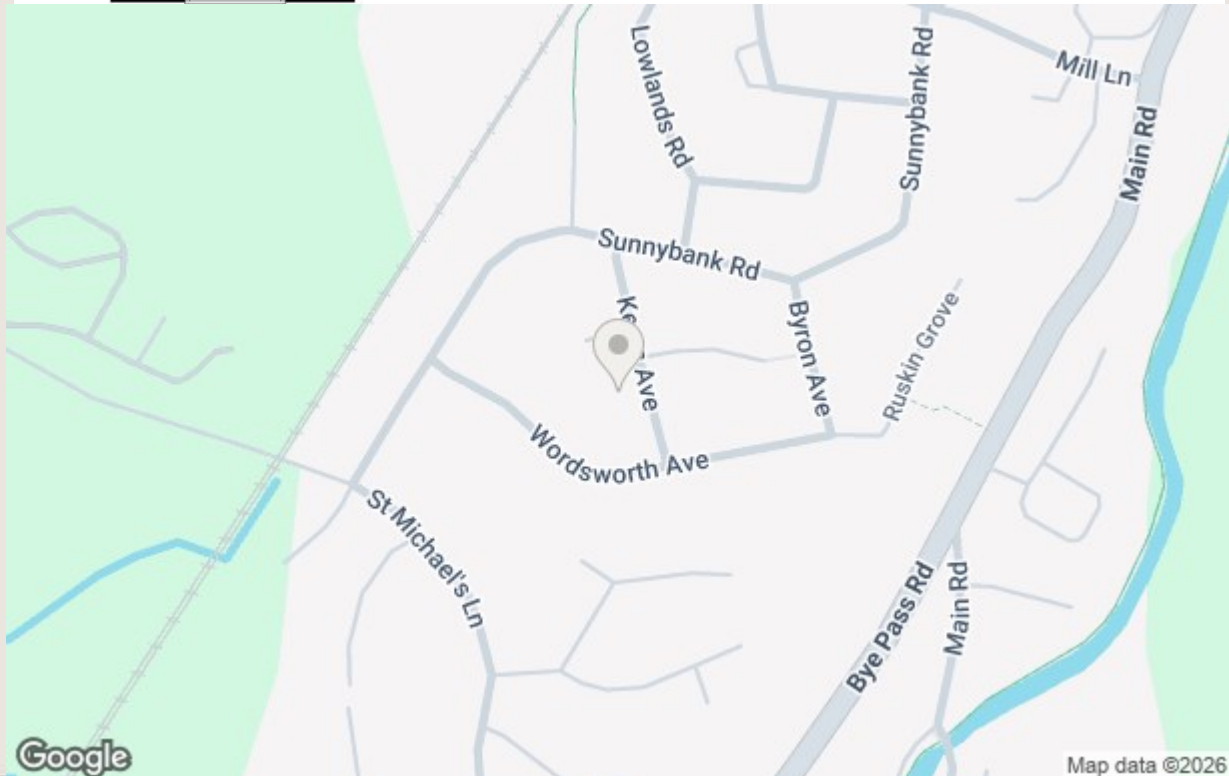 Lowlands Rd
Sunnybank Rd
Mill Ln
Main Rd
Sunnybank Rd
Byron Ave
Ruskin Grove
Ave
Wordsworth Ave
St Michael's Ln
Bye Pass Rd
Main Rd
Google
Map data ©2026